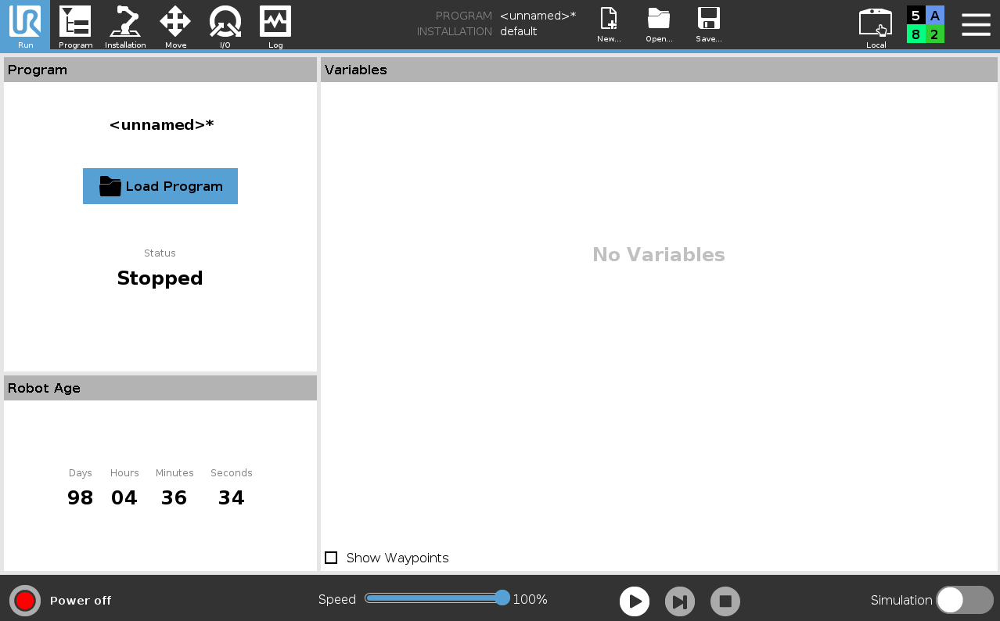 Run
Program
Installation
Move
I/O
Log
PROGRAM <unnamed>*
INSTALLATION default
New...
Open...
Save...
Local
5 A
8 2
Program
<unnamed>*
Load Program
Status
Stopped
Robot Age
Days Hours Minutes Seconds
98 04 36 34
Variables
No Variables
Show Waypoints
Power off
Speed 100%
Simulation